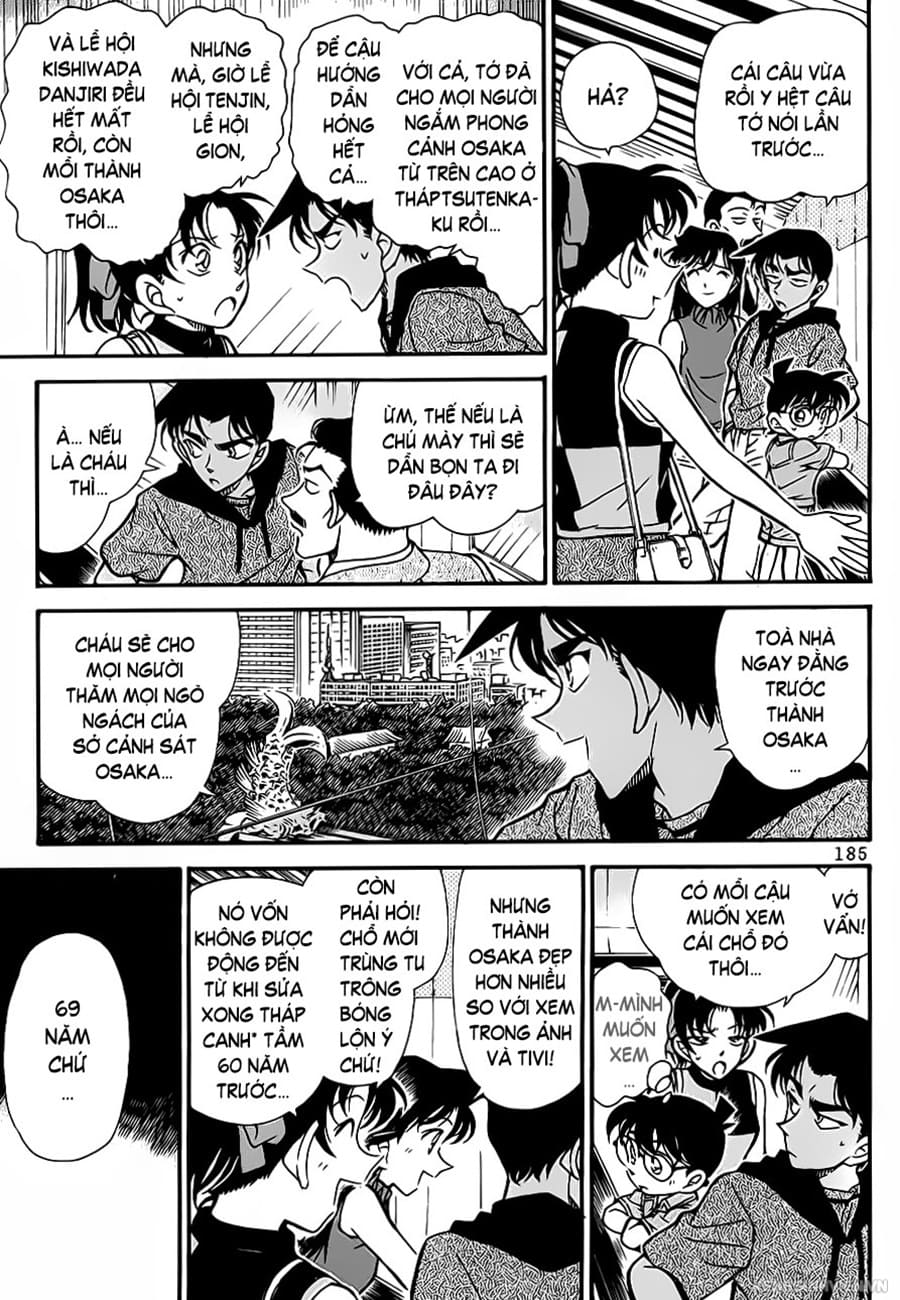 CÁI CÂU VỪA
RỒI Y HỆT CÂU
TỚ NÓI LẦN
TRƯỚC...
HẢ?
VỚI CẢ, TỚ ĐÃ
CHO MỌI NGƯỜI
NGẮM PHONG
CẢNH OSAKA
TỪ TRÊN CAO Ở
THÁPTSUTENKA-
KU RỒI...
ĐỂ CẬU
HƯỚNG
DẪN
HÓNG
HẾT
CẢ...
NHƯNG
MÀ, GIỜ LỄ
HỘI TENJIN,
LỄ HỘI
GION,
VÀ LỄ HỘI
KISHIWADA
DANJIRI ĐỀU
HẾT MẤT
RỒI, CÒN
MỖI THÀNH
OSAKA
THÔI...
ỪM, THẾ NẾU LÀ
CHÚ MÀY THÌ SẼ
DẪN BỌN TA ĐI
ĐÂU ĐÂY?
À... NẾU
LÀ CHÁU
THÌ...
TOÀ NHÀ
NGAY ĐẰNG
TRƯỚC
THÀNH
OSAKA
...
CHÁU SẼ CHO
MỌI NGƯỜI
THĂM MỌI NGÕ
NGÁCH CỦA
SỞ CẢNH SÁT
OSAKA...
185
VỚ
VẨN!
CÓ MỖI CẬU
MUỐN XEM
CÁI CHỖ ĐÓ
THÔI...
M-MÌNH
MUỐN
XEM
...
NHƯNG
THÀNH
OSAKA ĐẸP
HƠN NHIỀU
SO VỚI XEM
TRONG ẢNH
VÀ TIVI!
CÒN
PHẢI HỎI!
CHỖ MỚI
TRÙNG TU
TRÔNG
BÓNG
LỘN Ý
CHỨ!
NÓ VỐN
KHÔNG ĐƯỢC
ĐỘNG ĐẾN
TỪ KHI SỬA
XONG THÁP
CANH* TẦM
60 NĂM
TRƯỚC...
69
NĂM
CHỨ
...